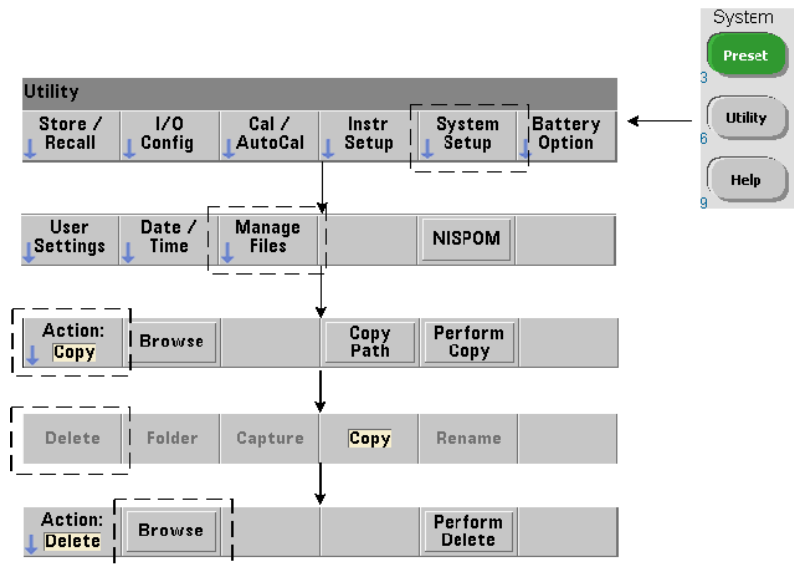 System
Preset
3
Utility
6
Help
9
Utility
Store / Recall
I/O Config
Cal / AutoCal
Instr Setup
System Setup
Battery Option
User Settings
Date / Time
Manage Files
NISPOM
Action: Copy
Browse
Copy Path
Perform Copy
Delete
Folder
Capture
Copy
Rename
Action: Delete
Browse
Perform Delete